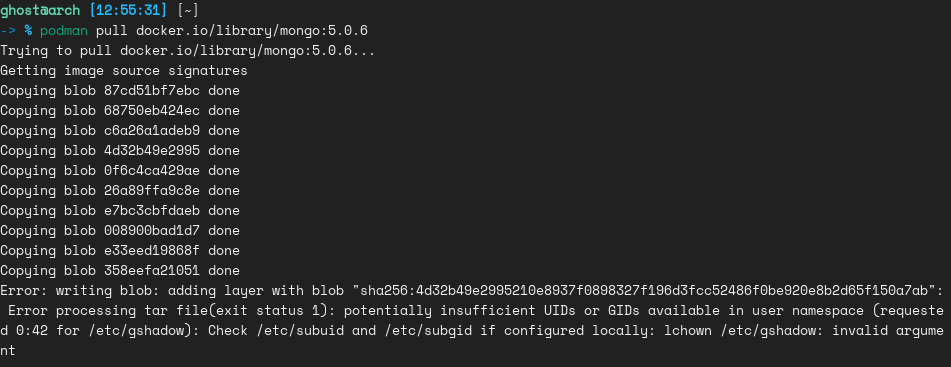 ghost@arch [12:55:31] [~]
-> % podman pull docker.io/library/mongo:5.0.6
Trying to pull docker.io/library/mongo:5.0.6...
Getting image source signatures
Copying blob 87cd51bf7ebc done
Copying blob 68750eb424ec done
Copying blob c6a26a1adeb9 done
Copying blob 4d32b49e2995 done
Copying blob 0f6c4ca429ae done
Copying blob 26a89ffa9c8e done
Copying blob e7bc3cbfdaeb done
Copying blob 008900bad1d7 done
Copying blob e33eed19868f done
Copying blob 358eefa21051 done
Error: writing blob: adding layer with blob "sha256:4d32b49e2995210e8937f0898327f196d3fcc52486f0be920e8b2d65f150a7ab":
 Error processing tar file(exit status 1): potentially insufficient UIDs or GIDs available in user namespace (requeste
d 0:42 for /etc/gshadow): Check /etc/subuid and /etc/subgid if configured locally: lchown /etc/gshadow: invalid argume
nt